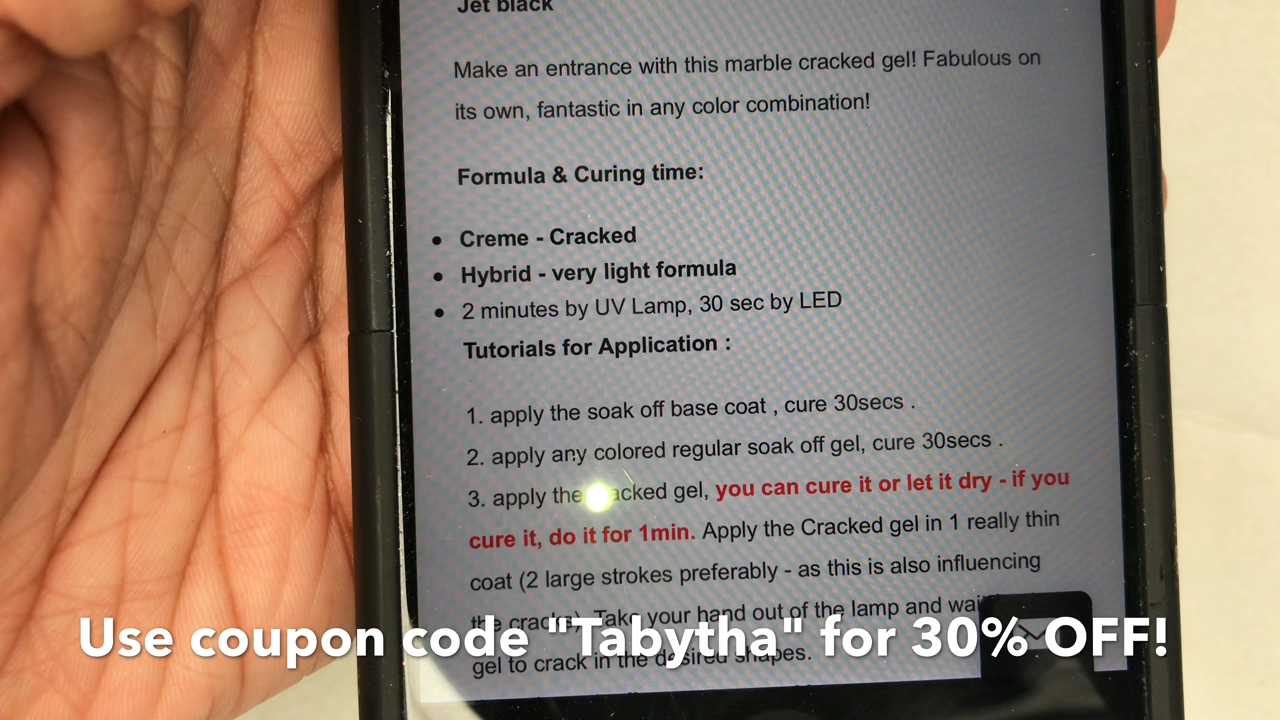 Jet black
Make an entrance with this marble cracked gel! Fabulous on
its own, fantastic in any color combination!
Formula & Curing time:
• Creme - Cracked
• Hybrid - very light formula
• 2 minutes by UV Lamp, 30 sec by LED
Tutorials for Application :
1. apply the soak off base coat , cure 30secs .
2. apply any colored regular soak off gel, cure 30secs .
3. apply the cracked gel, you can cure it or let it dry - if you
cure it, do it for 1min. Apply the Cracked gel in 1 really thin
coat (2 large strokes preferably - as this is also influencing
the cracks). Take your hand out of the lamp and wait
gel to crack in the desired shapes.
Use coupon code "Tabytha" for 30% OFF!